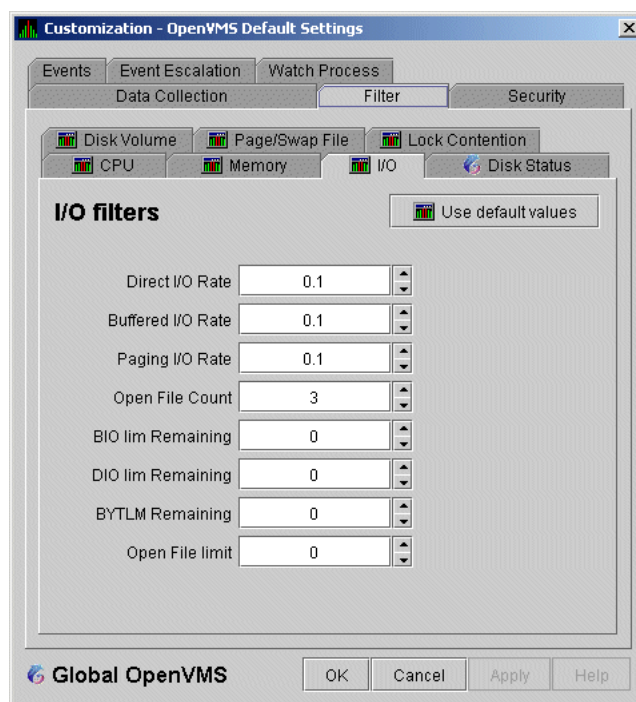 Customization - OpenVMS Default Settings
Events Event Escalation Watch Process
Data Collection Filter Security
Disk Volume Page/Swap File Lock Contention
CPU Memory I/O Disk Status
I/O filters Use default values
Direct I/O Rate 0.1
Buffered I/O Rate 0.1
Paging I/O Rate 0.1
Open File Count 3
BIO lim Remaining 0
DIO lim Remaining 0
BYTLM Remaining 0
Open File limit 0
Global OpenVMS OK Cancel Apply Help